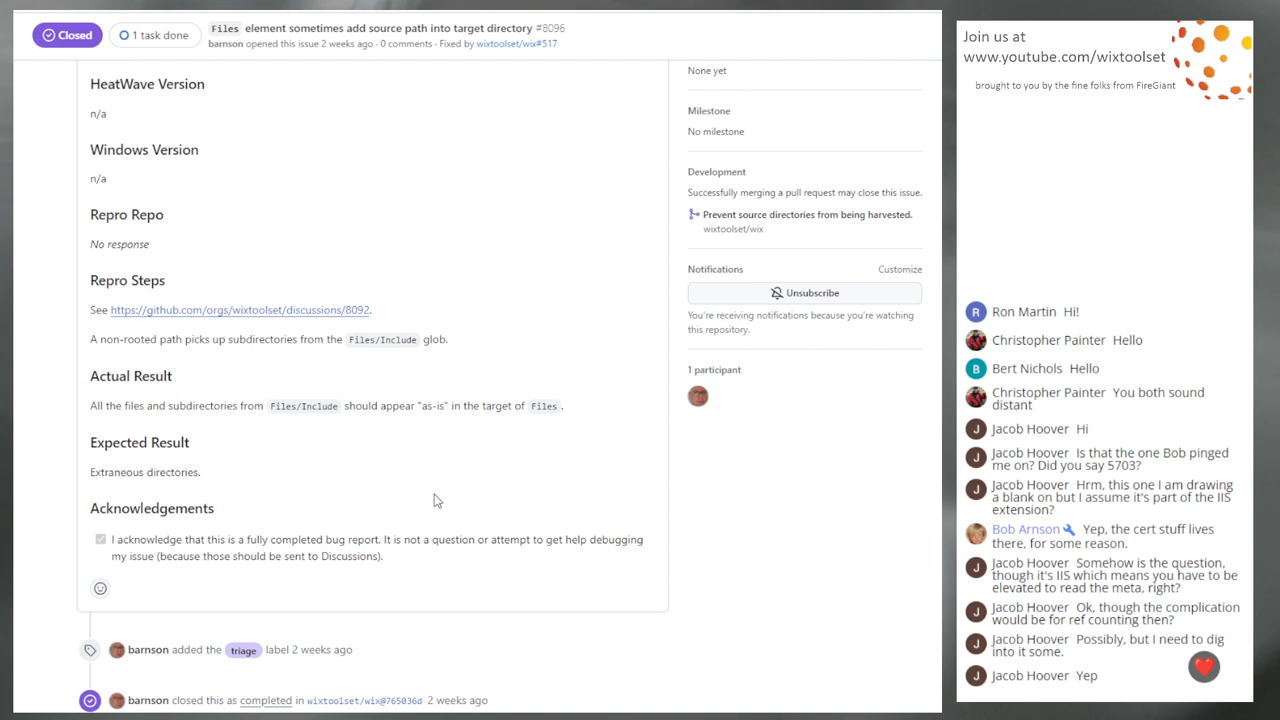 Closed
1 task done
Files element sometimes add source path into target directory #8096
barnson opened this issue 2 weeks ago · 0 comments · Fixed by wixtoolset/wix#517
HeatWave Version
n/a
Windows Version
n/a
Repro Repo
No response
Repro Steps
See https://github.com/orgs/wixtoolset/discussions/8092.
A non-rooted path picks up subdirectories from the Files/Include glob.
Actual Result
All the files and subdirectories from Files/Include should appear "as-is" in the target of Files.
Expected Result
Extraneous directories.
Acknowledgements
I acknowledge that this is a fully completed bug report. It is not a question or attempt to get help debugging
my issue (because those should be sent to Discussions).
barnson added the triage label 2 weeks ago
barnson closed this as completed in wixtoolset/wix@765036d 2 weeks ago
None yet
Milestone
No milestone
Development
Successfully merging a pull request may close this issue.
Prevent source directories from being harvested.
wixtoolset/wix
Notifications
Customize
Unsubscribe
You're receiving notifications because you're watching
this repository.
1 participant
Join us at
www.youtube.com/wixtoolset
brought to you by the fine folks from FireGiant
R Ron Martin Hi!
Christopher Painter Hello
B Bert Nichols Hello
Christopher Painter You both sound
distant
J Jacob Hoover Hi
J Jacob Hoover Is that the one Bob pinged
me on? Did you say 5703?
J Jacob Hoover Hrm, this one I am drawing
a blank on but I assume it's part of the IIS
extension?
Bob Arnson Yep, the cert stuff lives
there, for some reason.
J Jacob Hoover Somehow is the question,
though it's IIS which means you have to be
elevated to read the meta, right?
J Jacob Hoover Ok, though the complication
would be for ref counting then?
J Jacob Hoover Possibly, but I need to dig
into it some.
J Jacob Hoover Yep